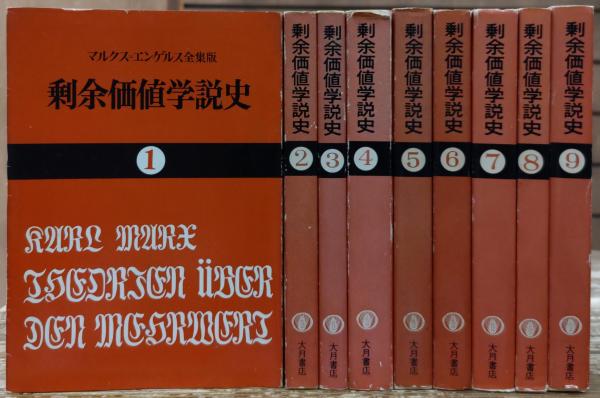 マルクス=エンゲルス全集版
剰余価値学説史
1
KARL MARX
THEORIEN ÜBER
DEN MEHRWERT
剰余価値学説史
2
大月書店
剰余価値学説史
3
大月書店
剰余価値学説史
4
大月書店
剰余価値学説史
5
大月書店
剰余価値学説史
6
大月書店
剰余価値学説史
7
大月書店
剰余価値学説史
8
大月書店
剰余価値学説史
9
大月書店